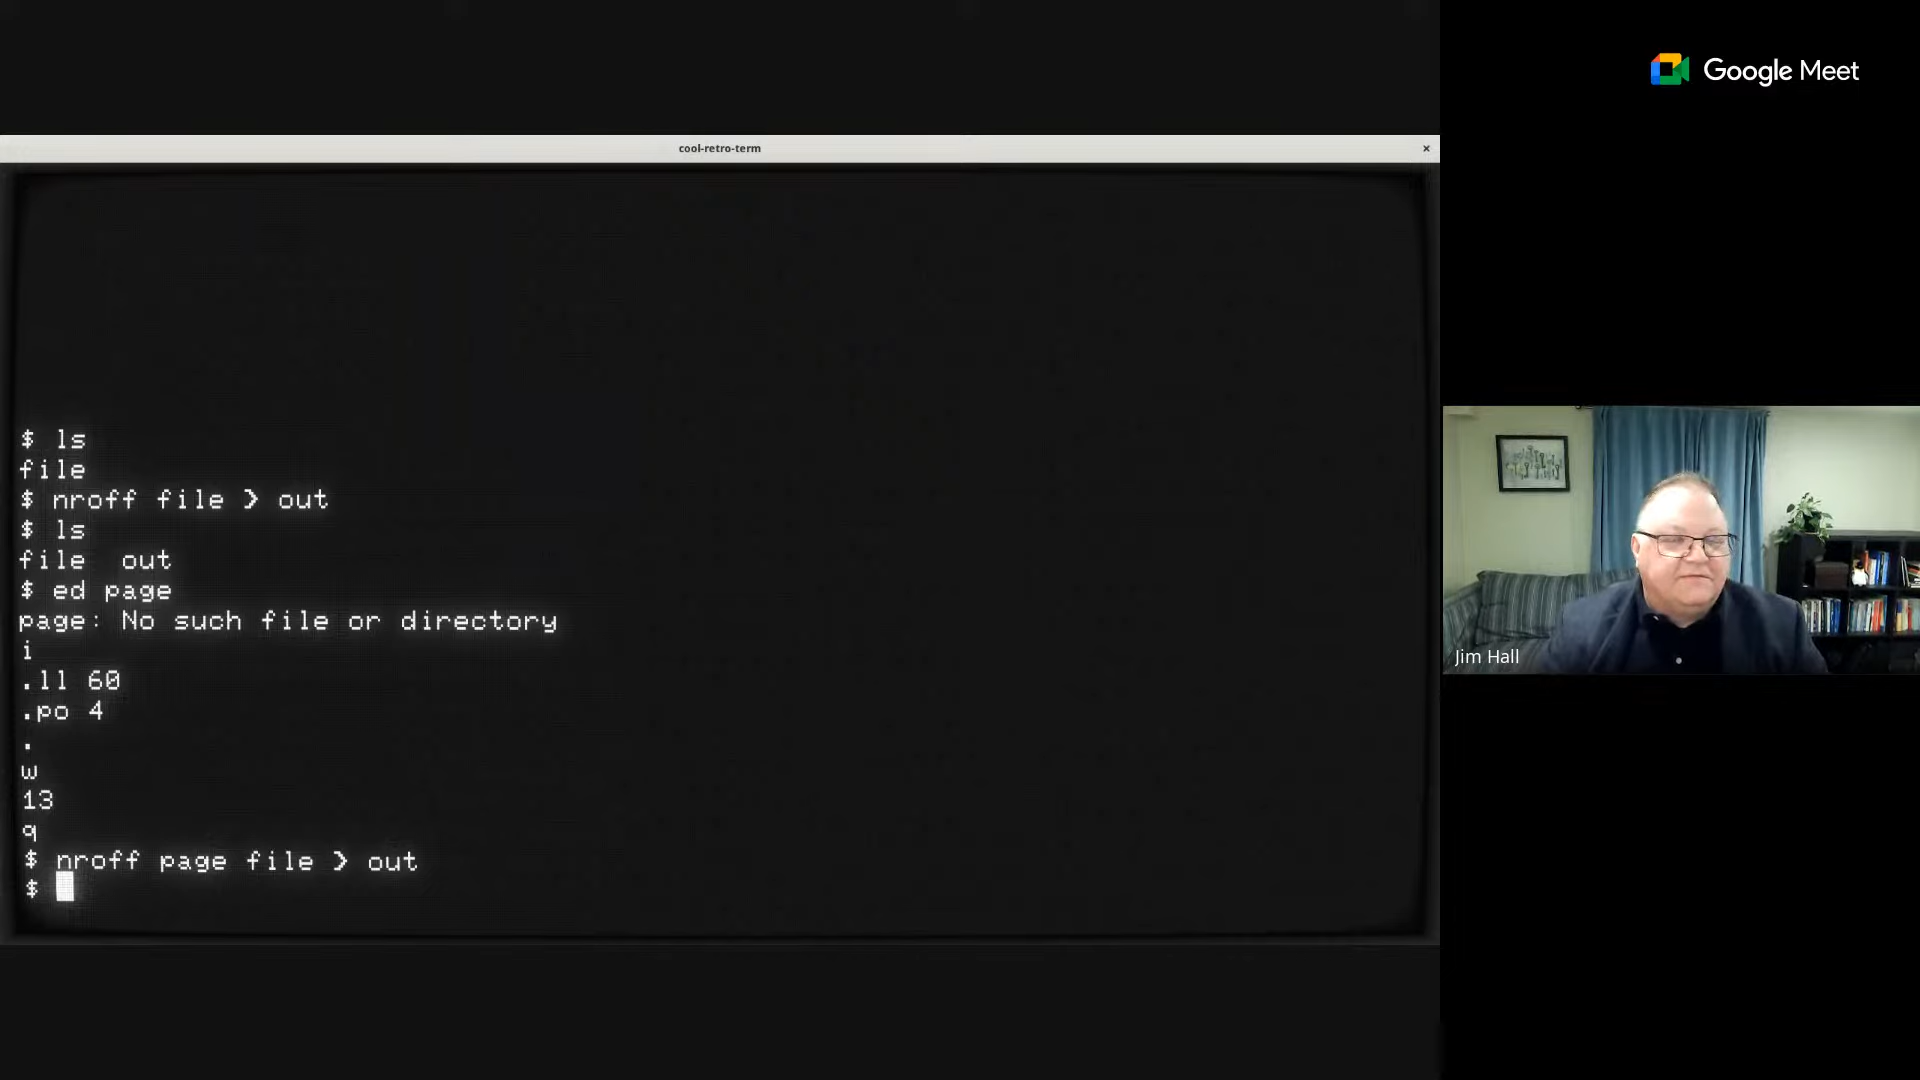 Google Meet
cool-retro-term ×
$ ls
file
$ nroff file > out
$ ls
file  out
$ ed page
page: No such file or directory
i
.ll 60
.po 4
.
w
13
q
$ nroff page file > out
$
Jim Hall